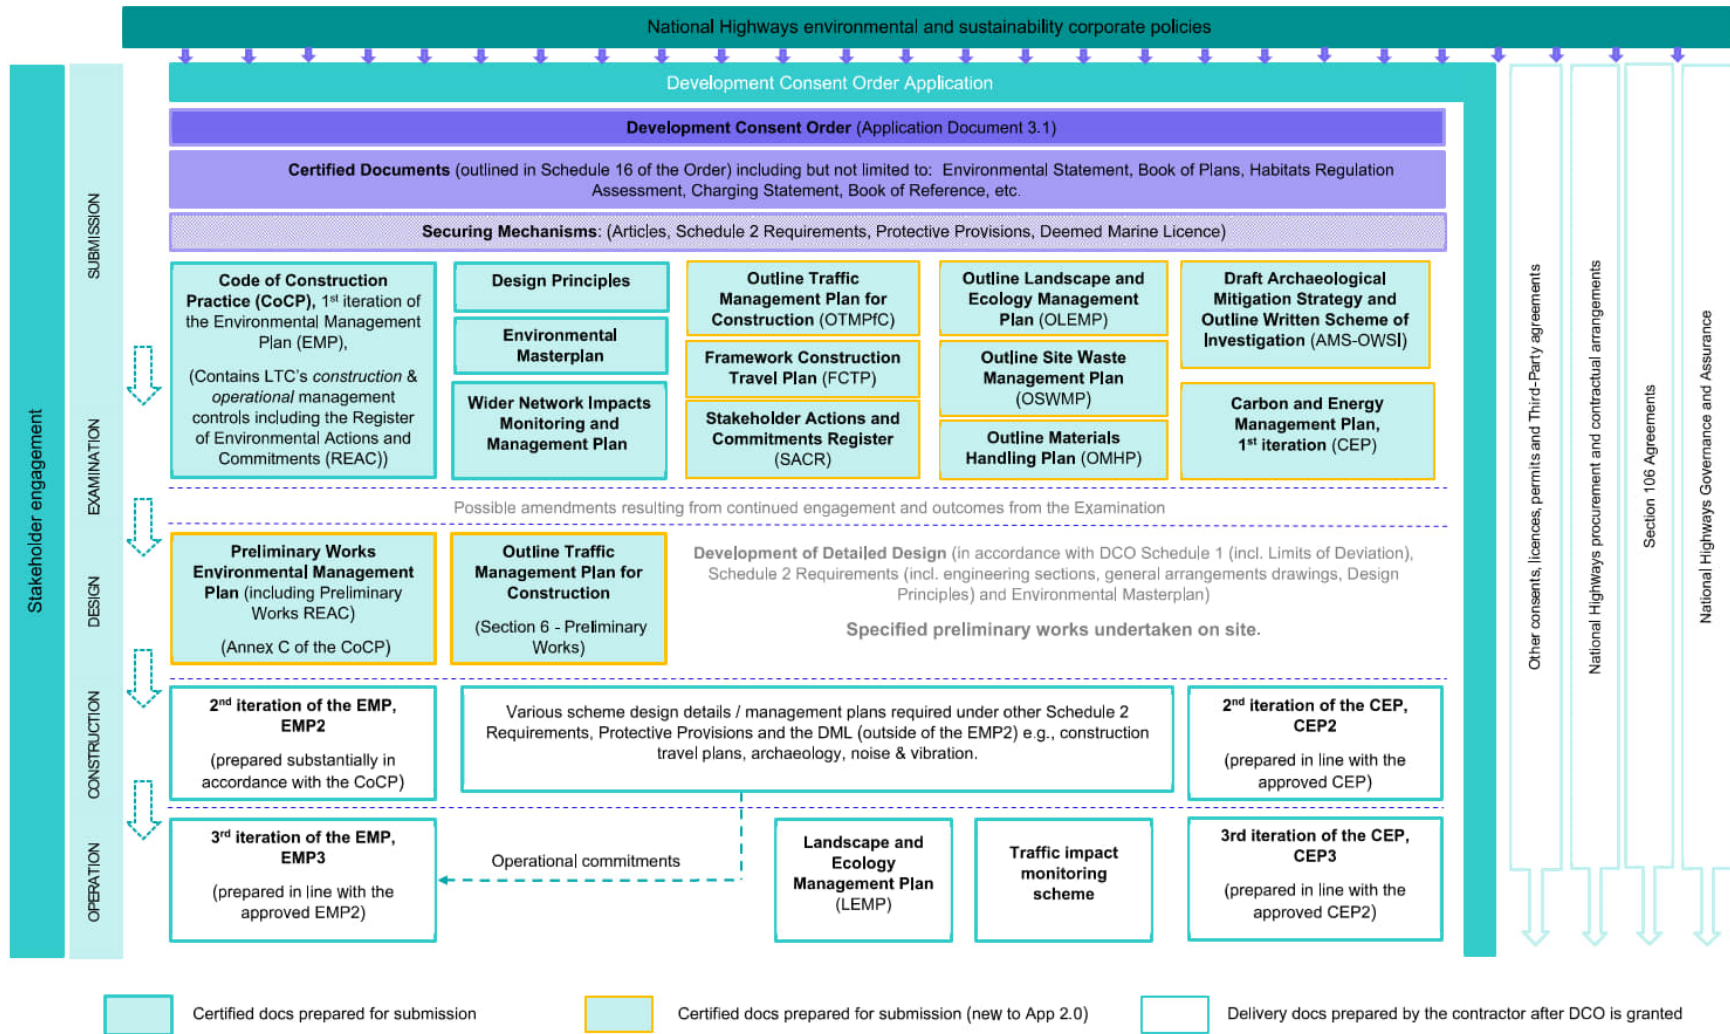 National Highways environmental and sustainability corporate policies
Development Consent Order Application
Development Consent Order (Application Document 3.1)
Certified Documents (outlined in Schedule 16 of the Order) including but not limited to: Environmental Statement, Book of Plans, Habitats Regulation
Assessment, Charging Statement, Book of Reference, etc.
Securing Mechanisms: (Articles, Schedule 2 Requirements, Protective Provisions, Deemed Marine Licence)
Stakeholder engagement
SUBMISSION
EXAMINATION
DESIGN
CONSTRUCTION
OPERATION
Code of Construction
Practice (CoCP), 1st iteration of
the Environmental Management
Plan (EMP),
(Contains LTC's construction &
operational management
controls including the Register
of Environmental Actions and
Commitments (REAC))
Design Principles
Environmental
Masterplan
Wider Network Impacts
Monitoring and
Management Plan
Outline Traffic
Management Plan for
Construction (OTMPfC)
Framework Construction
Travel Plan (FCTP)
Stakeholder Actions and
Commitments Register
(SACR)
Outline Landscape and
Ecology Management
Plan (OLEMP)
Outline Site Waste
Management Plan
(OSWMP)
Outline Materials
Handling Plan (OMHP)
Draft Archaeological
Mitigation Strategy and
Outline Written Scheme of
Investigation (AMS-OWSI)
Carbon and Energy
Management Plan,
1st iteration (CEP)
Possible amendments resulting from continued engagement and outcomes from the Examination
Preliminary Works
Environmental Management
Plan (including Preliminary
Works REAC)
(Annex C of the CoCP)
Outline Traffic
Management Plan for
Construction
(Section 6 - Preliminary
Works)
Development of Detailed Design (in accordance with DCO Schedule 1 (incl. Limits of Deviation),
Schedule 2 Requirements (incl. engineering sections, general arrangements drawings, Design
Principles) and Environmental Masterplan)
Specified preliminary works undertaken on site.
2nd iteration of the EMP,
EMP2
(prepared substantially in
accordance with the CoCP)
Various scheme design details / management plans required under other Schedule 2
Requirements, Protective Provisions and the DML (outside of the EMP2) e.g., construction
travel plans, archaeology, noise & vibration.
2nd iteration of the CEP,
CEP2
(prepared in line with the
approved CEP)
3rd iteration of the EMP,
EMP3
(prepared in line with the
approved EMP2)
Operational commitments
Landscape and
Ecology
Management Plan
(LEMP)
Traffic impact
monitoring
scheme
3rd iteration of the CEP,
CEP3
(prepared in line with the
approved CEP2)
Other consents, licences, permits and Third-Party agreements
National Highways procurement and contractual arrangements
Section 106 Agreements
National Highways Governance and Assurance
Certified docs prepared for submission
Certified docs prepared for submission (new to App 2.0)
Delivery docs prepared by the contractor after DCO is granted